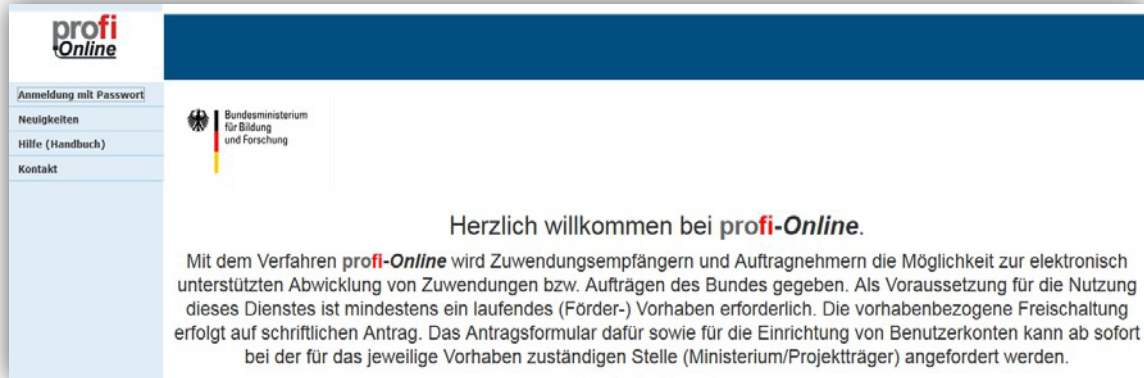 profi
Online
Anmeldung mit Passwort
Neuigkeiten
Hilfe (Handbuch)
Kontakt
Bundesministerium
für Bildung
und Forschung
Herzlich willkommen bei profi-Online.
Mit dem Verfahren profi-Online wird Zuwendungsempfängern und Auftragnehmern die Möglichkeit zur elektronisch
unterstützten Abwicklung von Zuwendungen bzw. Aufträgen des Bundes gegeben. Als Voraussetzung für die Nutzung
dieses Dienstes ist mindestens ein laufendes (Förder-) Vorhaben erforderlich. Die vorhabenbezogene Freischaltung
erfolgt auf schriftlichen Antrag. Das Antragsformular dafür sowie für die Einrichtung von Benutzerkonten kann ab sofort
bei der für das jeweilige Vorhaben zuständigen Stelle (Ministerium/Projektträger) angefordert werden.